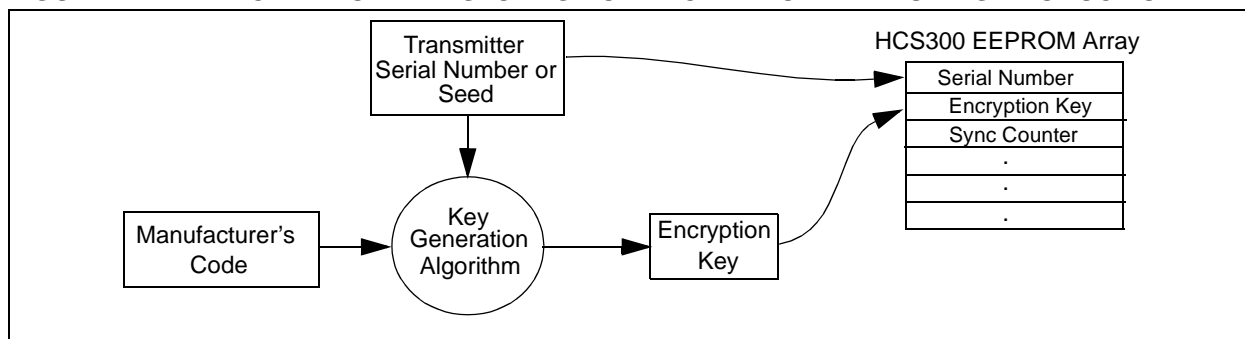 Transmitter
Serial Number or
Seed
HCS300 EEPROM Array
Serial Number
Encryption Key
Sync Counter
.
.
.
Manufacturer's
Code
Key
Generation
Algorithm
Encryption
Key